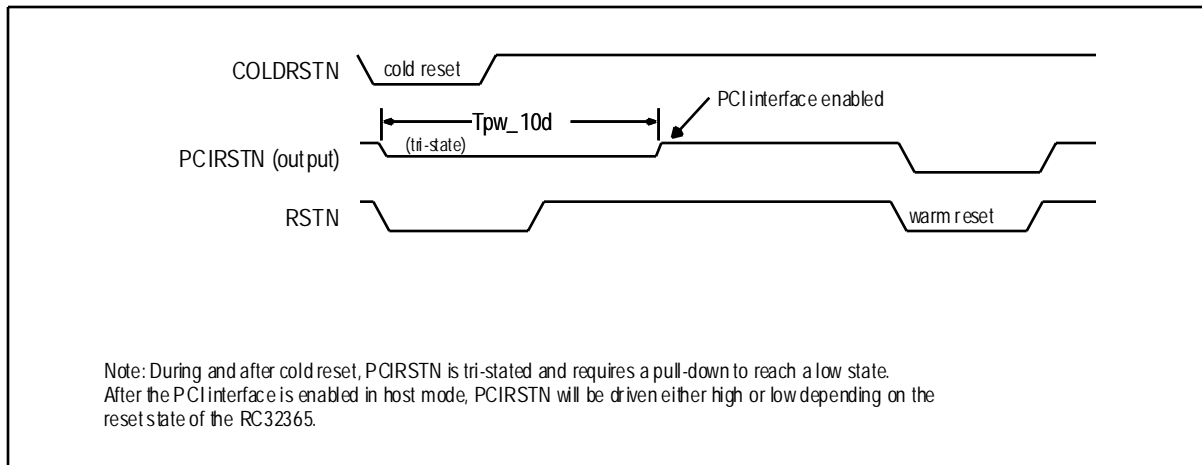 COLDRSTN
cold reset
PCI interface enabled
Tpw_10d
(tri-state)
PCIRSTN (output)
RSTN
warm reset
Note: During and after cold reset, PCIRSTN is tri-stated and requires a pull-down to reach a low state.
After the PCI interface is enabled in host mode, PCIRSTN will be driven either high or low depending on the
reset state of the RC32365.